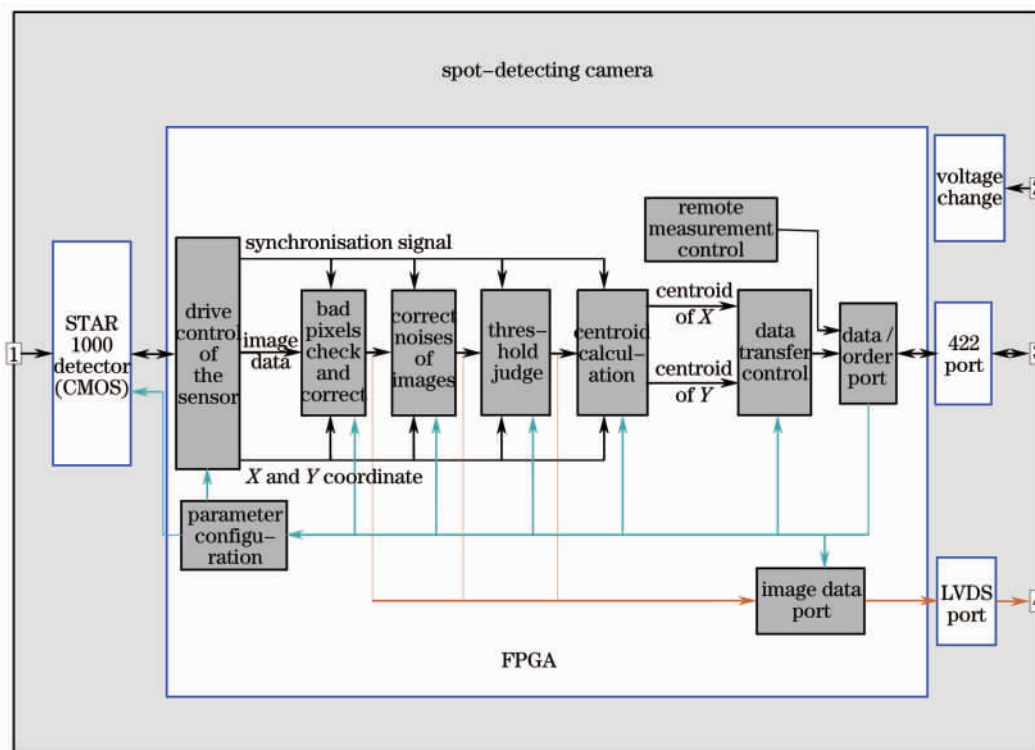 spot–detecting camera
voltage
change
remote
measurement
control
synchronisation signal
1
STAR
1000
detector
(CMOS)
drive
control
of
the
sensor
image
data
bad
pixels
check
and
correct
correct
noises
of
images
thres–
hold
judge
centroid
calcul–
ation
centroid
of X
centroid
of Y
data
transfer
control
data /
order
port
422
port
X and Y coordinate
parameter
configu–
ration
image data
port
LVDS
port
FPGA